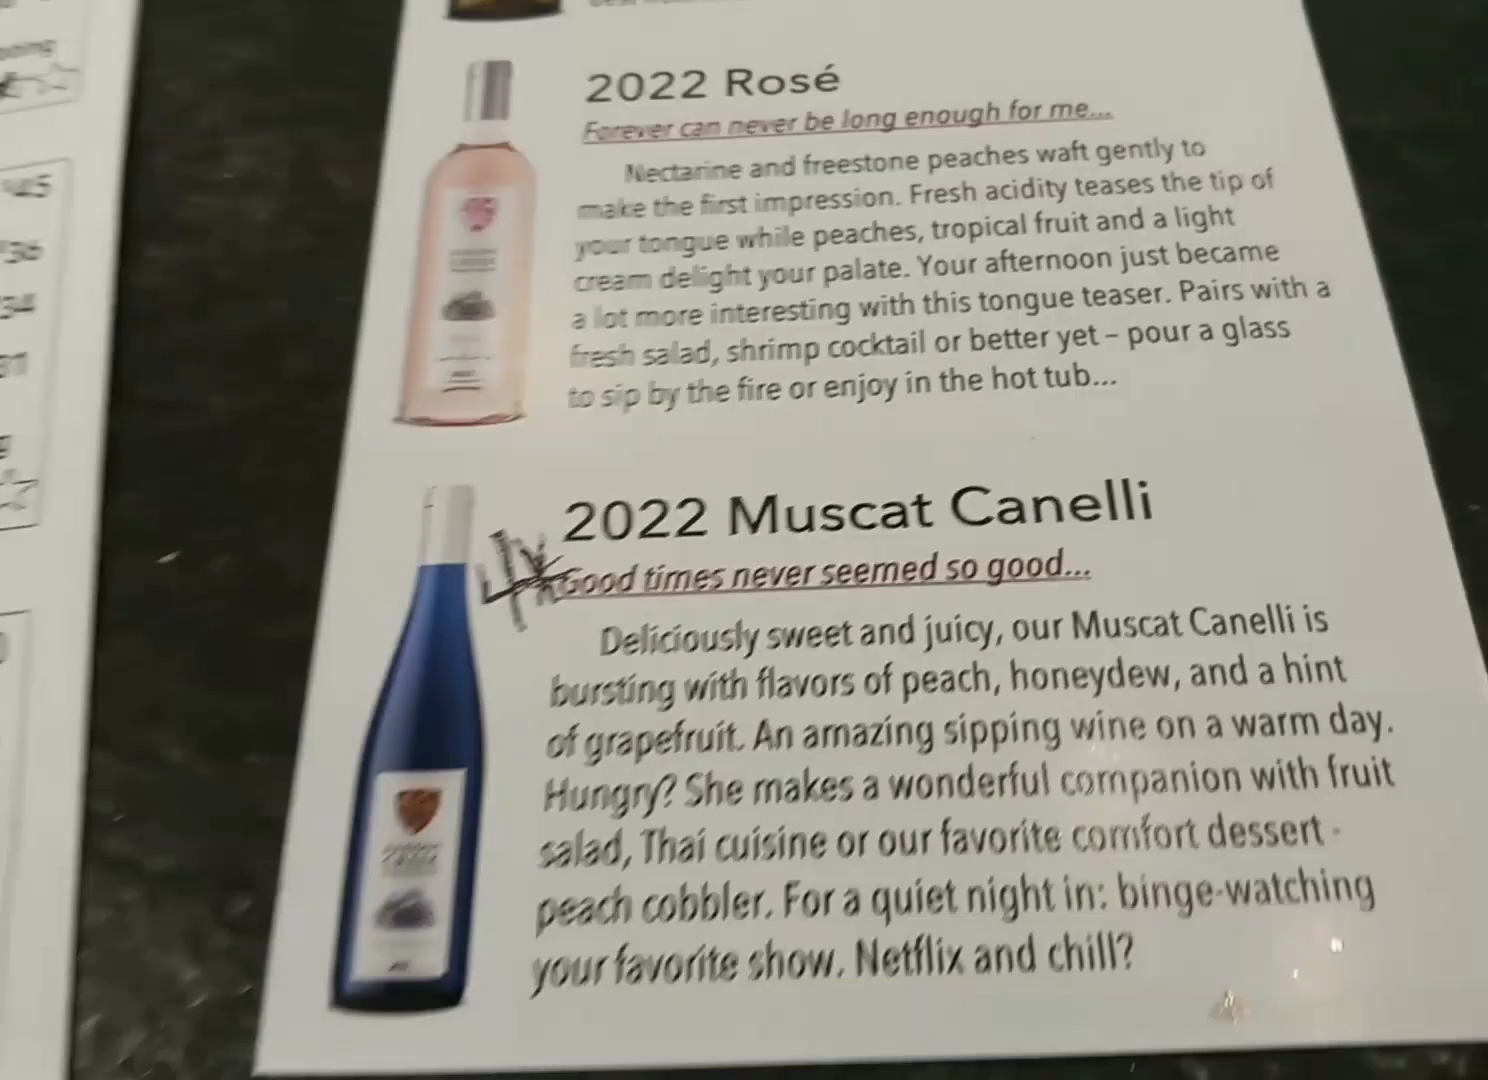 45
36
34
2022 Rosé
Forever can never be long enough for me...
Nectarine and freestone peaches waft gently to
make the first impression. Fresh acidity teases the tip of
your tongue while peaches, tropical fruit and a light
cream delight your palate. Your afternoon just became
a lot more interesting with this tongue teaser. Pairs with a
fresh salad, shrimp cocktail or better yet – pour a glass
to sip by the fire or enjoy in the hot tub...
2022 Muscat Canelli
Good times never seemed so good...
Deliciously sweet and juicy, our Muscat Canelli is
bursting with flavors of peach, honeydew, and a hint
of grapefruit. An amazing sipping wine on a warm day.
Hungry? She makes a wonderful companion with fruit
salad, Thai cuisine or our favorite comfort dessert -
peach cobbler. For a quiet night in: binge-watching
your favorite show. Netflix and chill?